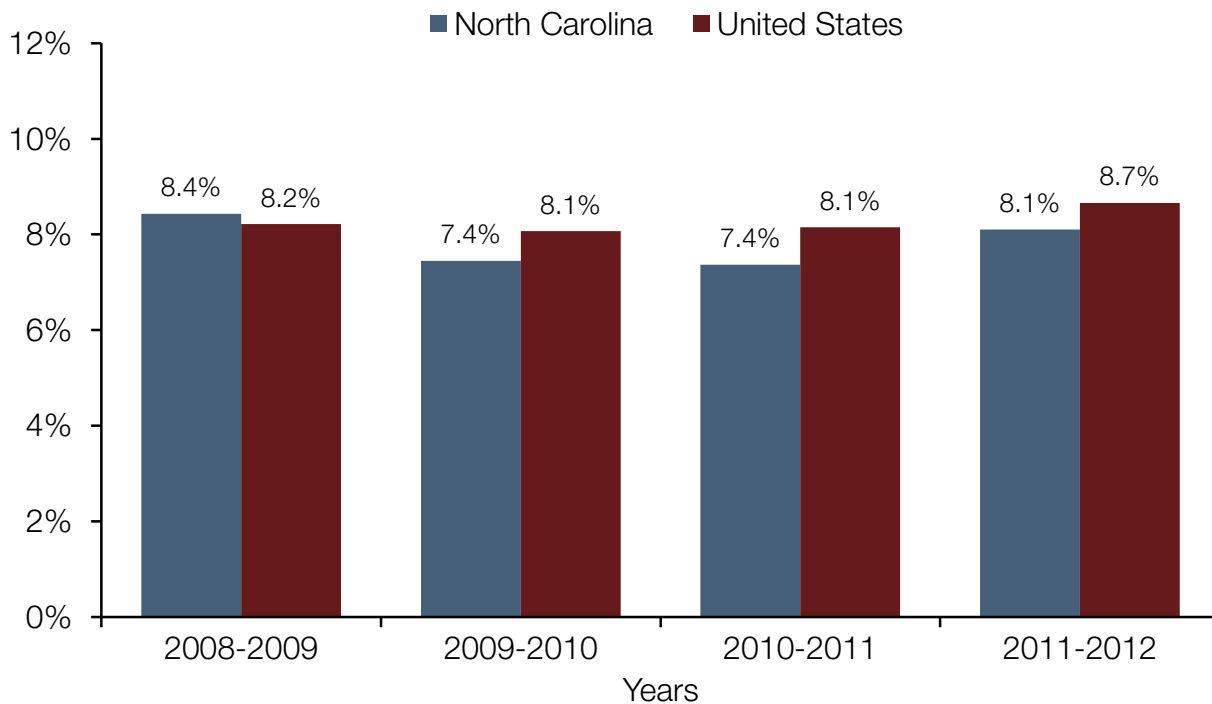 North Carolina United States
12%
10%
8%
6%
4%
2%
0%
8.4% 8.2% 7.4% 8.1% 7.4% 8.1% 8.1% 8.7%
2008-2009 2009-2010 2010-2011 2011-2012
Years